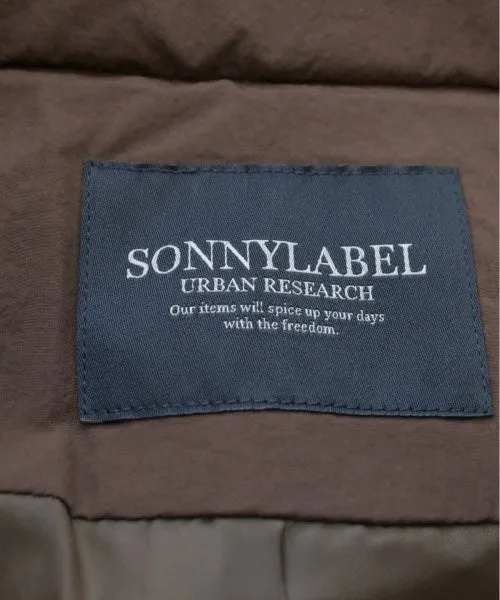 SONNYLABEL
URBAN RESEARCH
Our items will spice up your days
with the freedom.